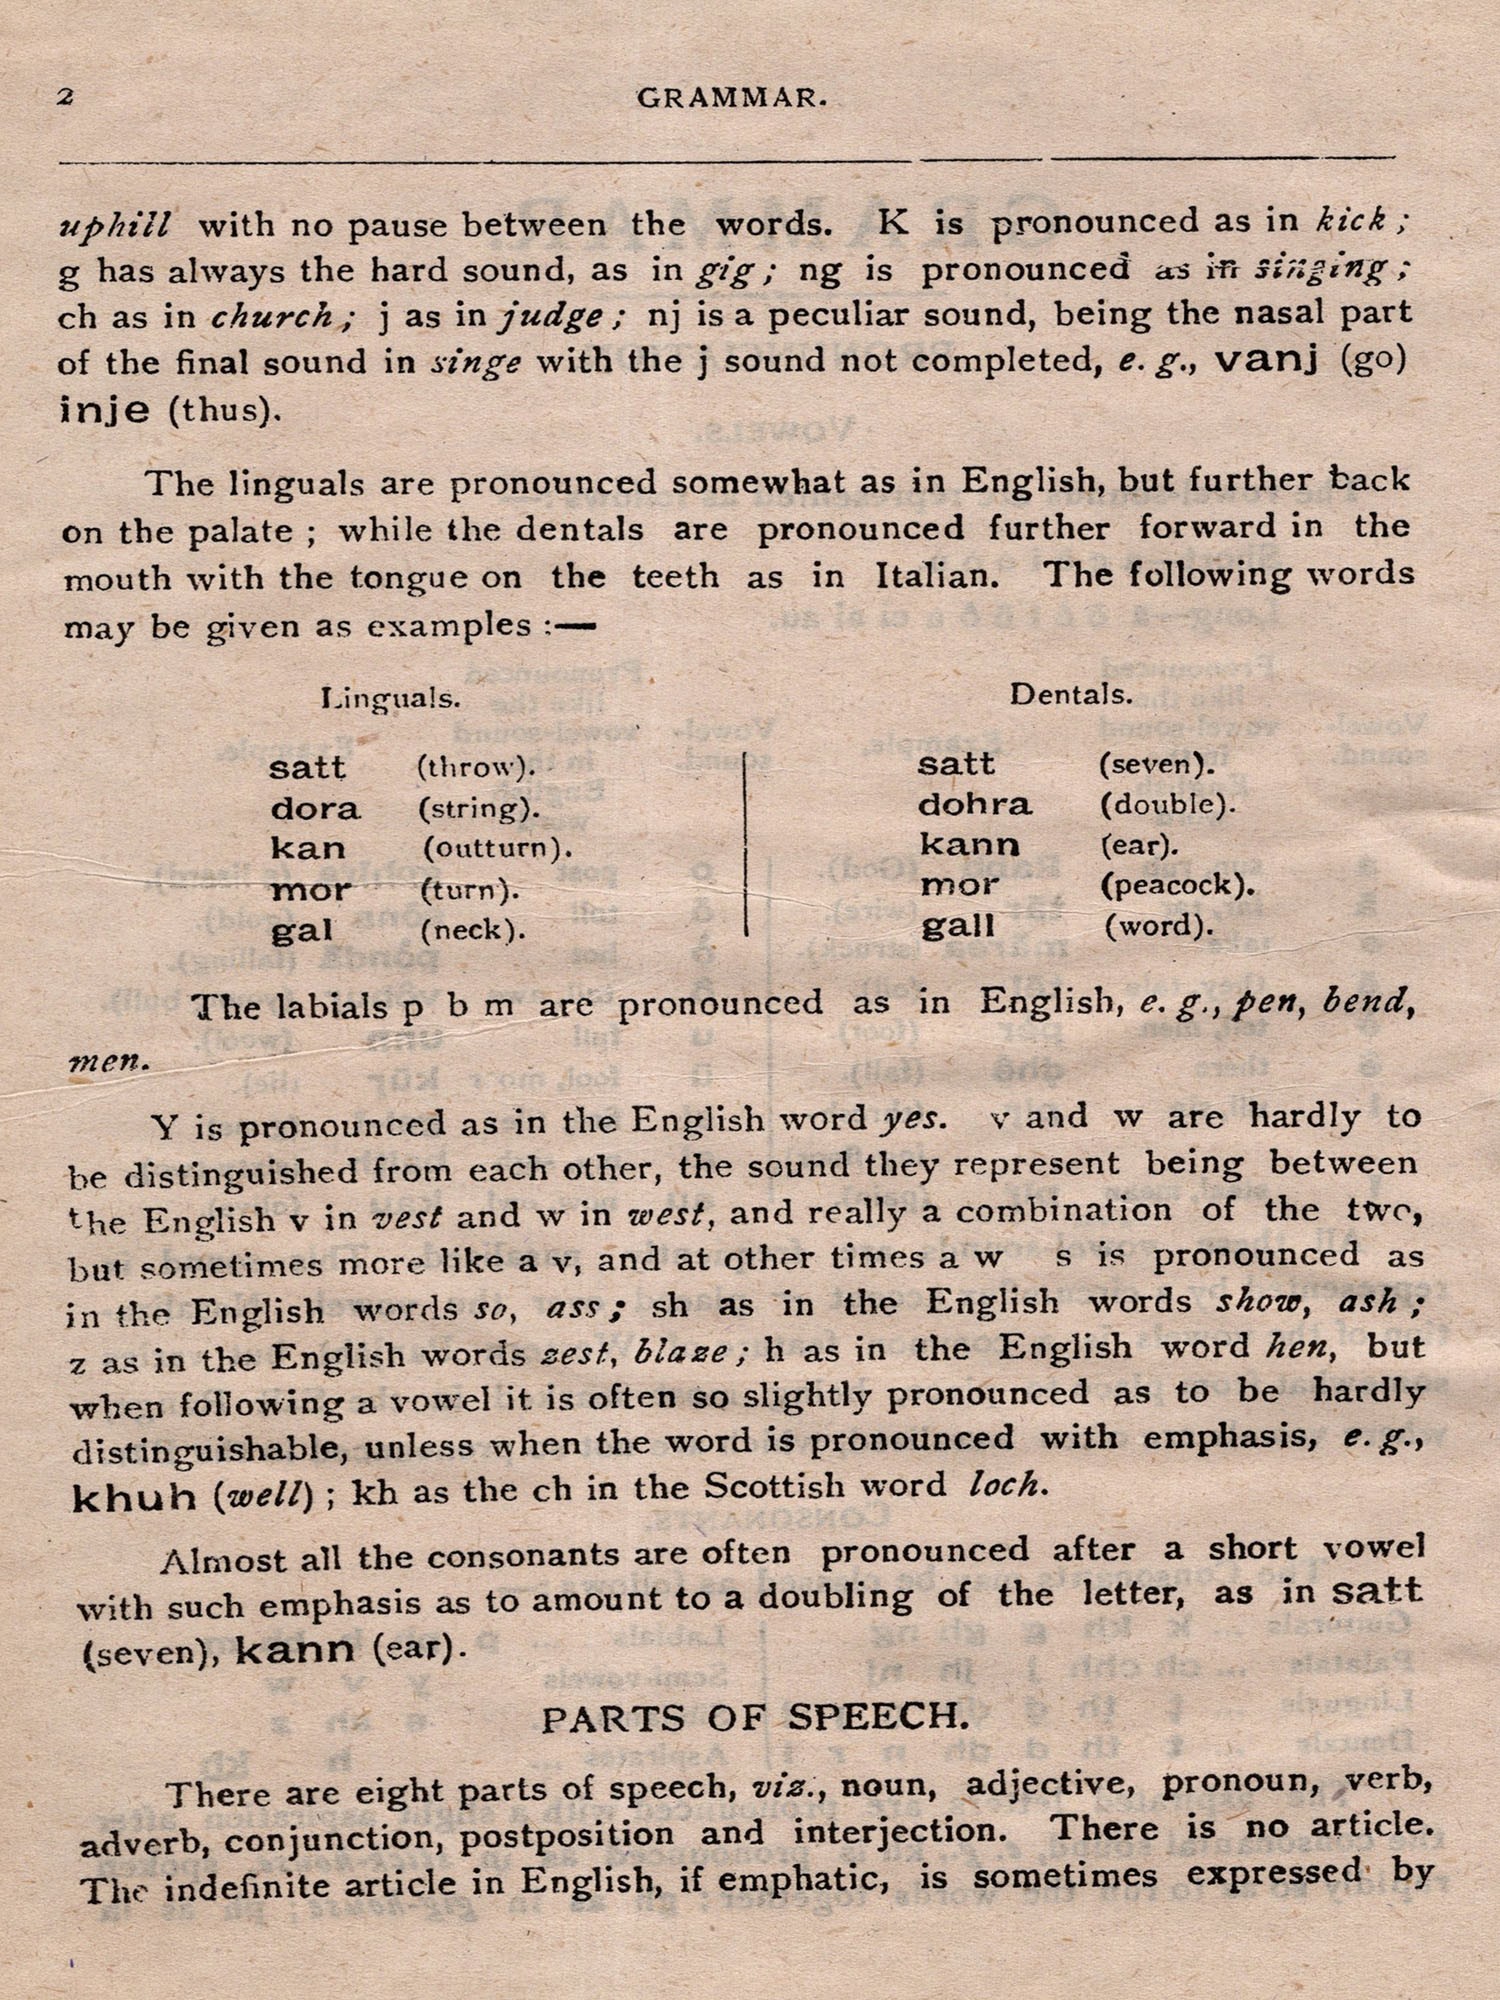 2 GRAMMAR.
uphill with no pause between the words. K is pronounced as in kick ;
g has always the hard sound, as in gig ; ng is pronounced as in singing ;
ch as in church ; j as in judge ; nj is a peculiar sound, being the nasal part
of the final sound in singe with the j sound not completed, e. g., vanj (go)
inje (thus).
The linguals are pronounced somewhat as in English, but further back
on the palate ; while the dentals are pronounced further forward in the
mouth with the tongue on the teeth as in Italian. The following words
may be given as examples :—
Linguals. Dentals.
satt (throw). satt (seven).
dora (string). dohra (double).
kan (outturn). kann (ear).
mor (turn). mor (peacock).
gal (neck). gall (word).
The labials p b m are pronounced as in English, e. g., pen, bend,
men.
Y is pronounced as in the English word yes. v and w are hardly to
be distinguished from each other, the sound they represent being between
the English v in vest and w in west, and really a combination of the two,
but sometimes more like a v, and at other times a w s is pronounced as
in the English words so, ass ; sh as in the English words show, ash ;
z as in the English words zest, blaze ; h as in the English word hen, but
when following a vowel it is often so slightly pronounced as to be hardly
distinguishable, unless when the word is pronounced with emphasis, e. g.,
khuh (well) ; kh as the ch in the Scottish word loch.
Almost all the consonants are often pronounced after a short vowel
with such emphasis as to amount to a doubling of the letter, as in satt
(seven), kann (ear).
PARTS OF SPEECH.
There are eight parts of speech, viz., noun, adjective, pronoun, verb,
adverb, conjunction, postposition and interjection. There is no article.
The indefinite article in English, if emphatic, is sometimes expressed by